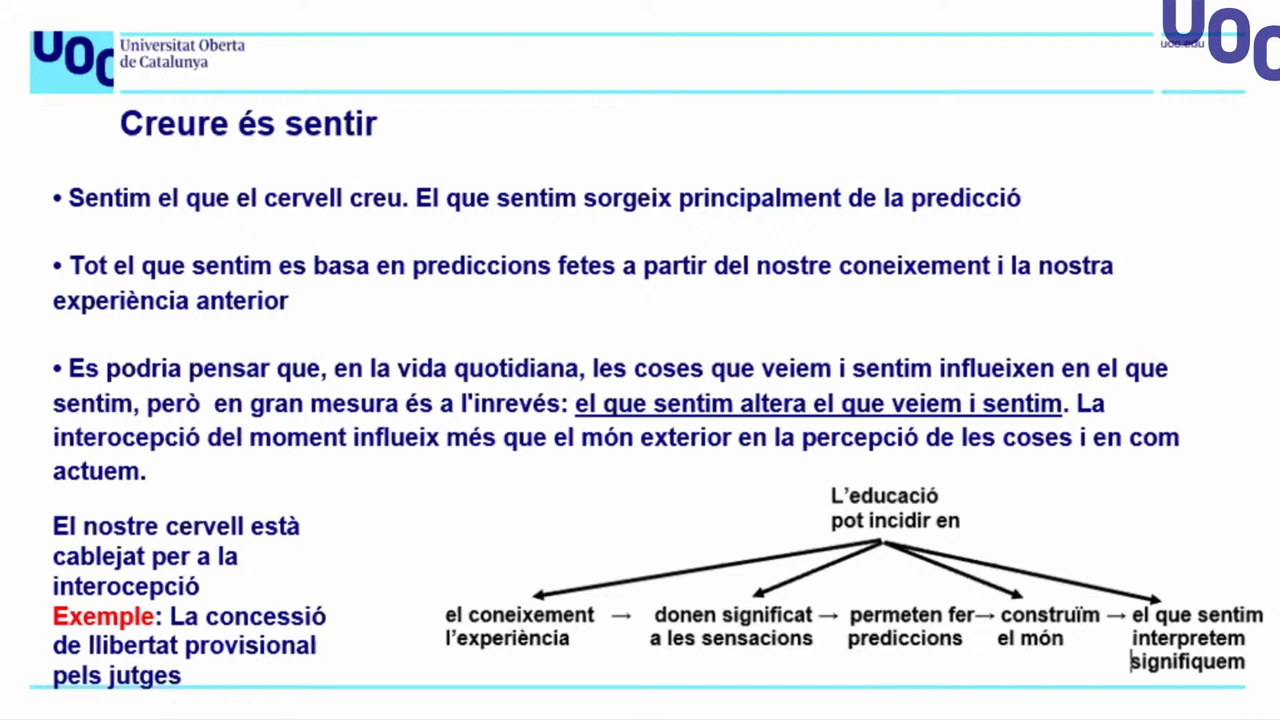 UOC
Universitat Oberta
de Catalunya
uoc.edu
UOC
Creure és sentir
• Sentim el que el cervell creu. El que sentim sorgeix principalment de la predicció
• Tot el que sentim es basa en prediccions fetes a partir del nostre coneixement i la nostra
experiència anterior
• Es podria pensar que, en la vida quotidiana, les coses que veiem i sentim influeixen en el que
sentim, però en gran mesura és a l'inrevés: el que sentim altera el que veiem i sentim. La
interocepció del moment influeix més que el món exterior en la percepció de les coses i en com
actuem.
El nostre cervell està
cablejat per a la
interocepció
Exemple: La concessió
de llibertat provisional
pels jutges
L’educació
pot incidir en
el coneixement → donen significat → permeten fer → construïm → el que sentim
l’experiència a les sensacions prediccions el món interpretem
signifiquem